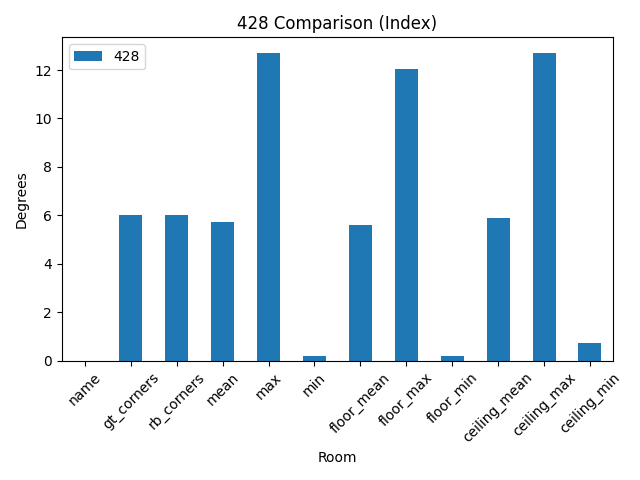 428 Comparison (Index)
428
Degrees
12
10
8
6
4
2
0
name
gt_corners
rb_corners
mean
max
min
floor_mean
floor_max
floor_min
ceiling_mean
ceiling_max
ceiling_min
Room